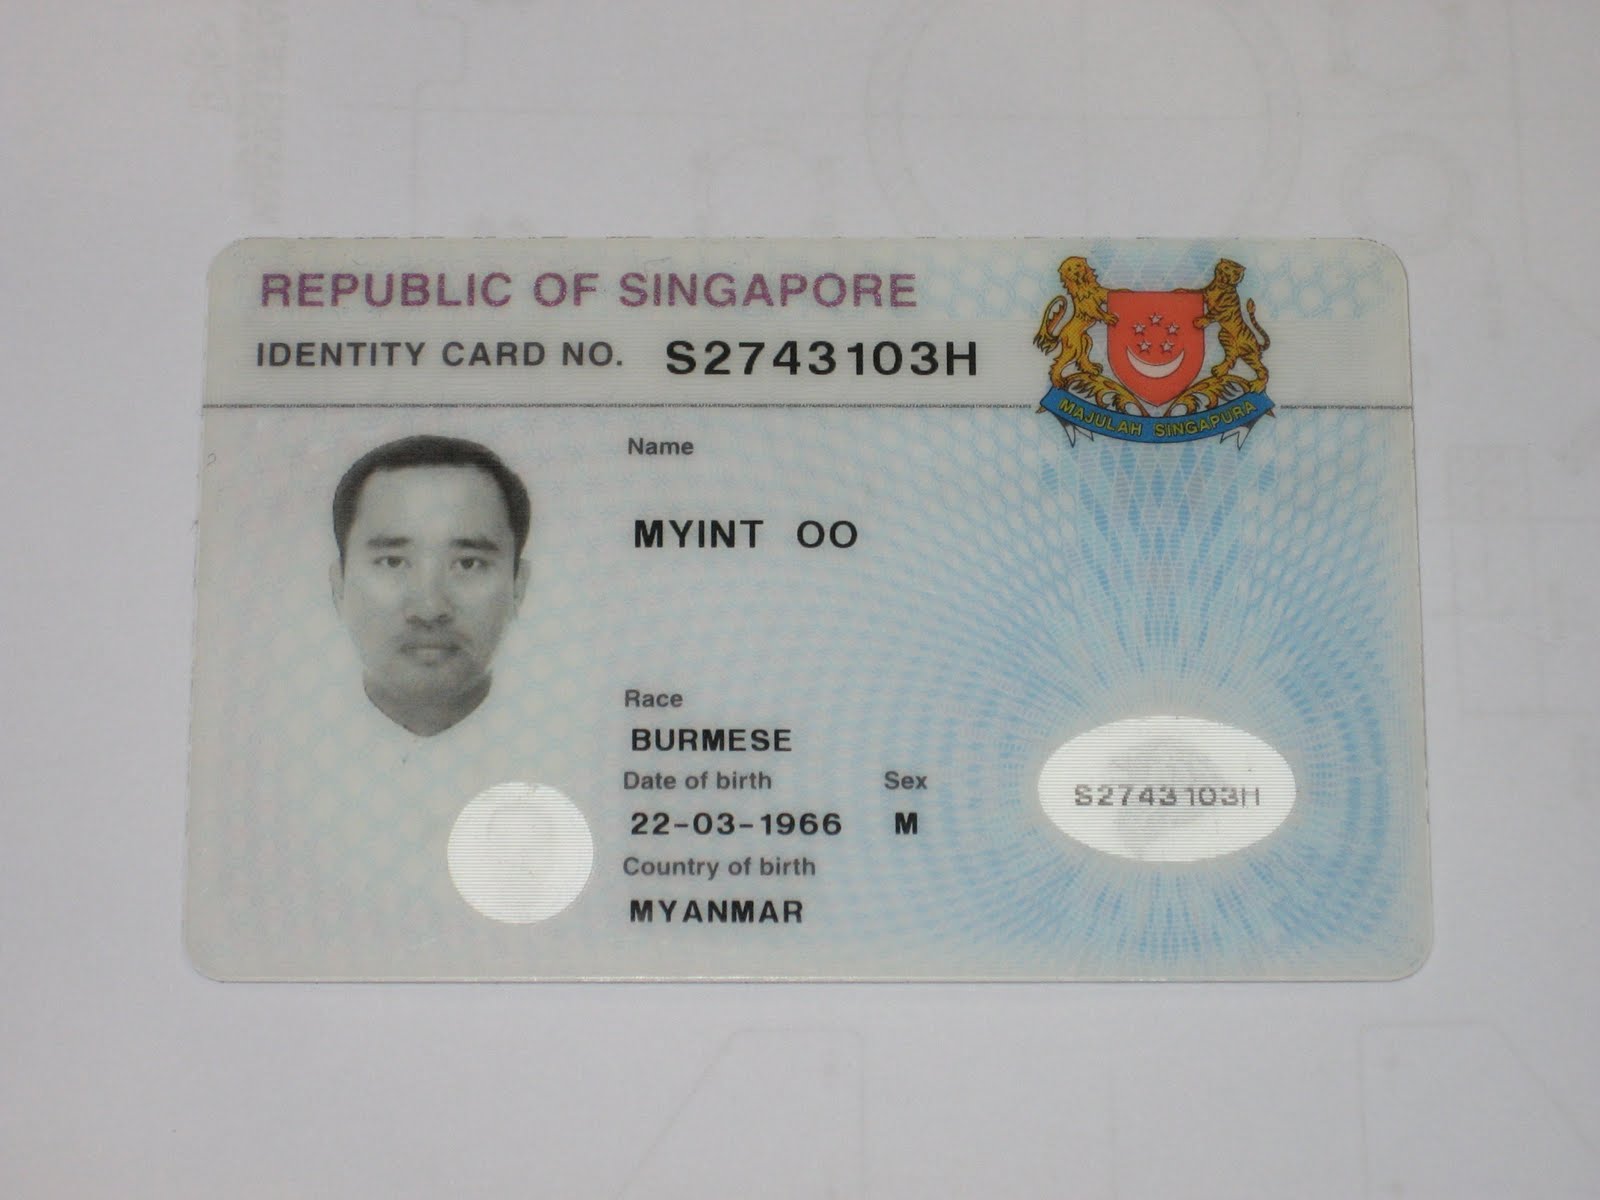 REPUBLIC OF SINGAPORE
IDENTITY CARD NO. S2743103H
MAJULAH SINGAPURA
Name
MYINT OO
Race
BURMESE
Date of birth Sex
22-03-1966 M
Country of birth
MYANMAR
S2743103H